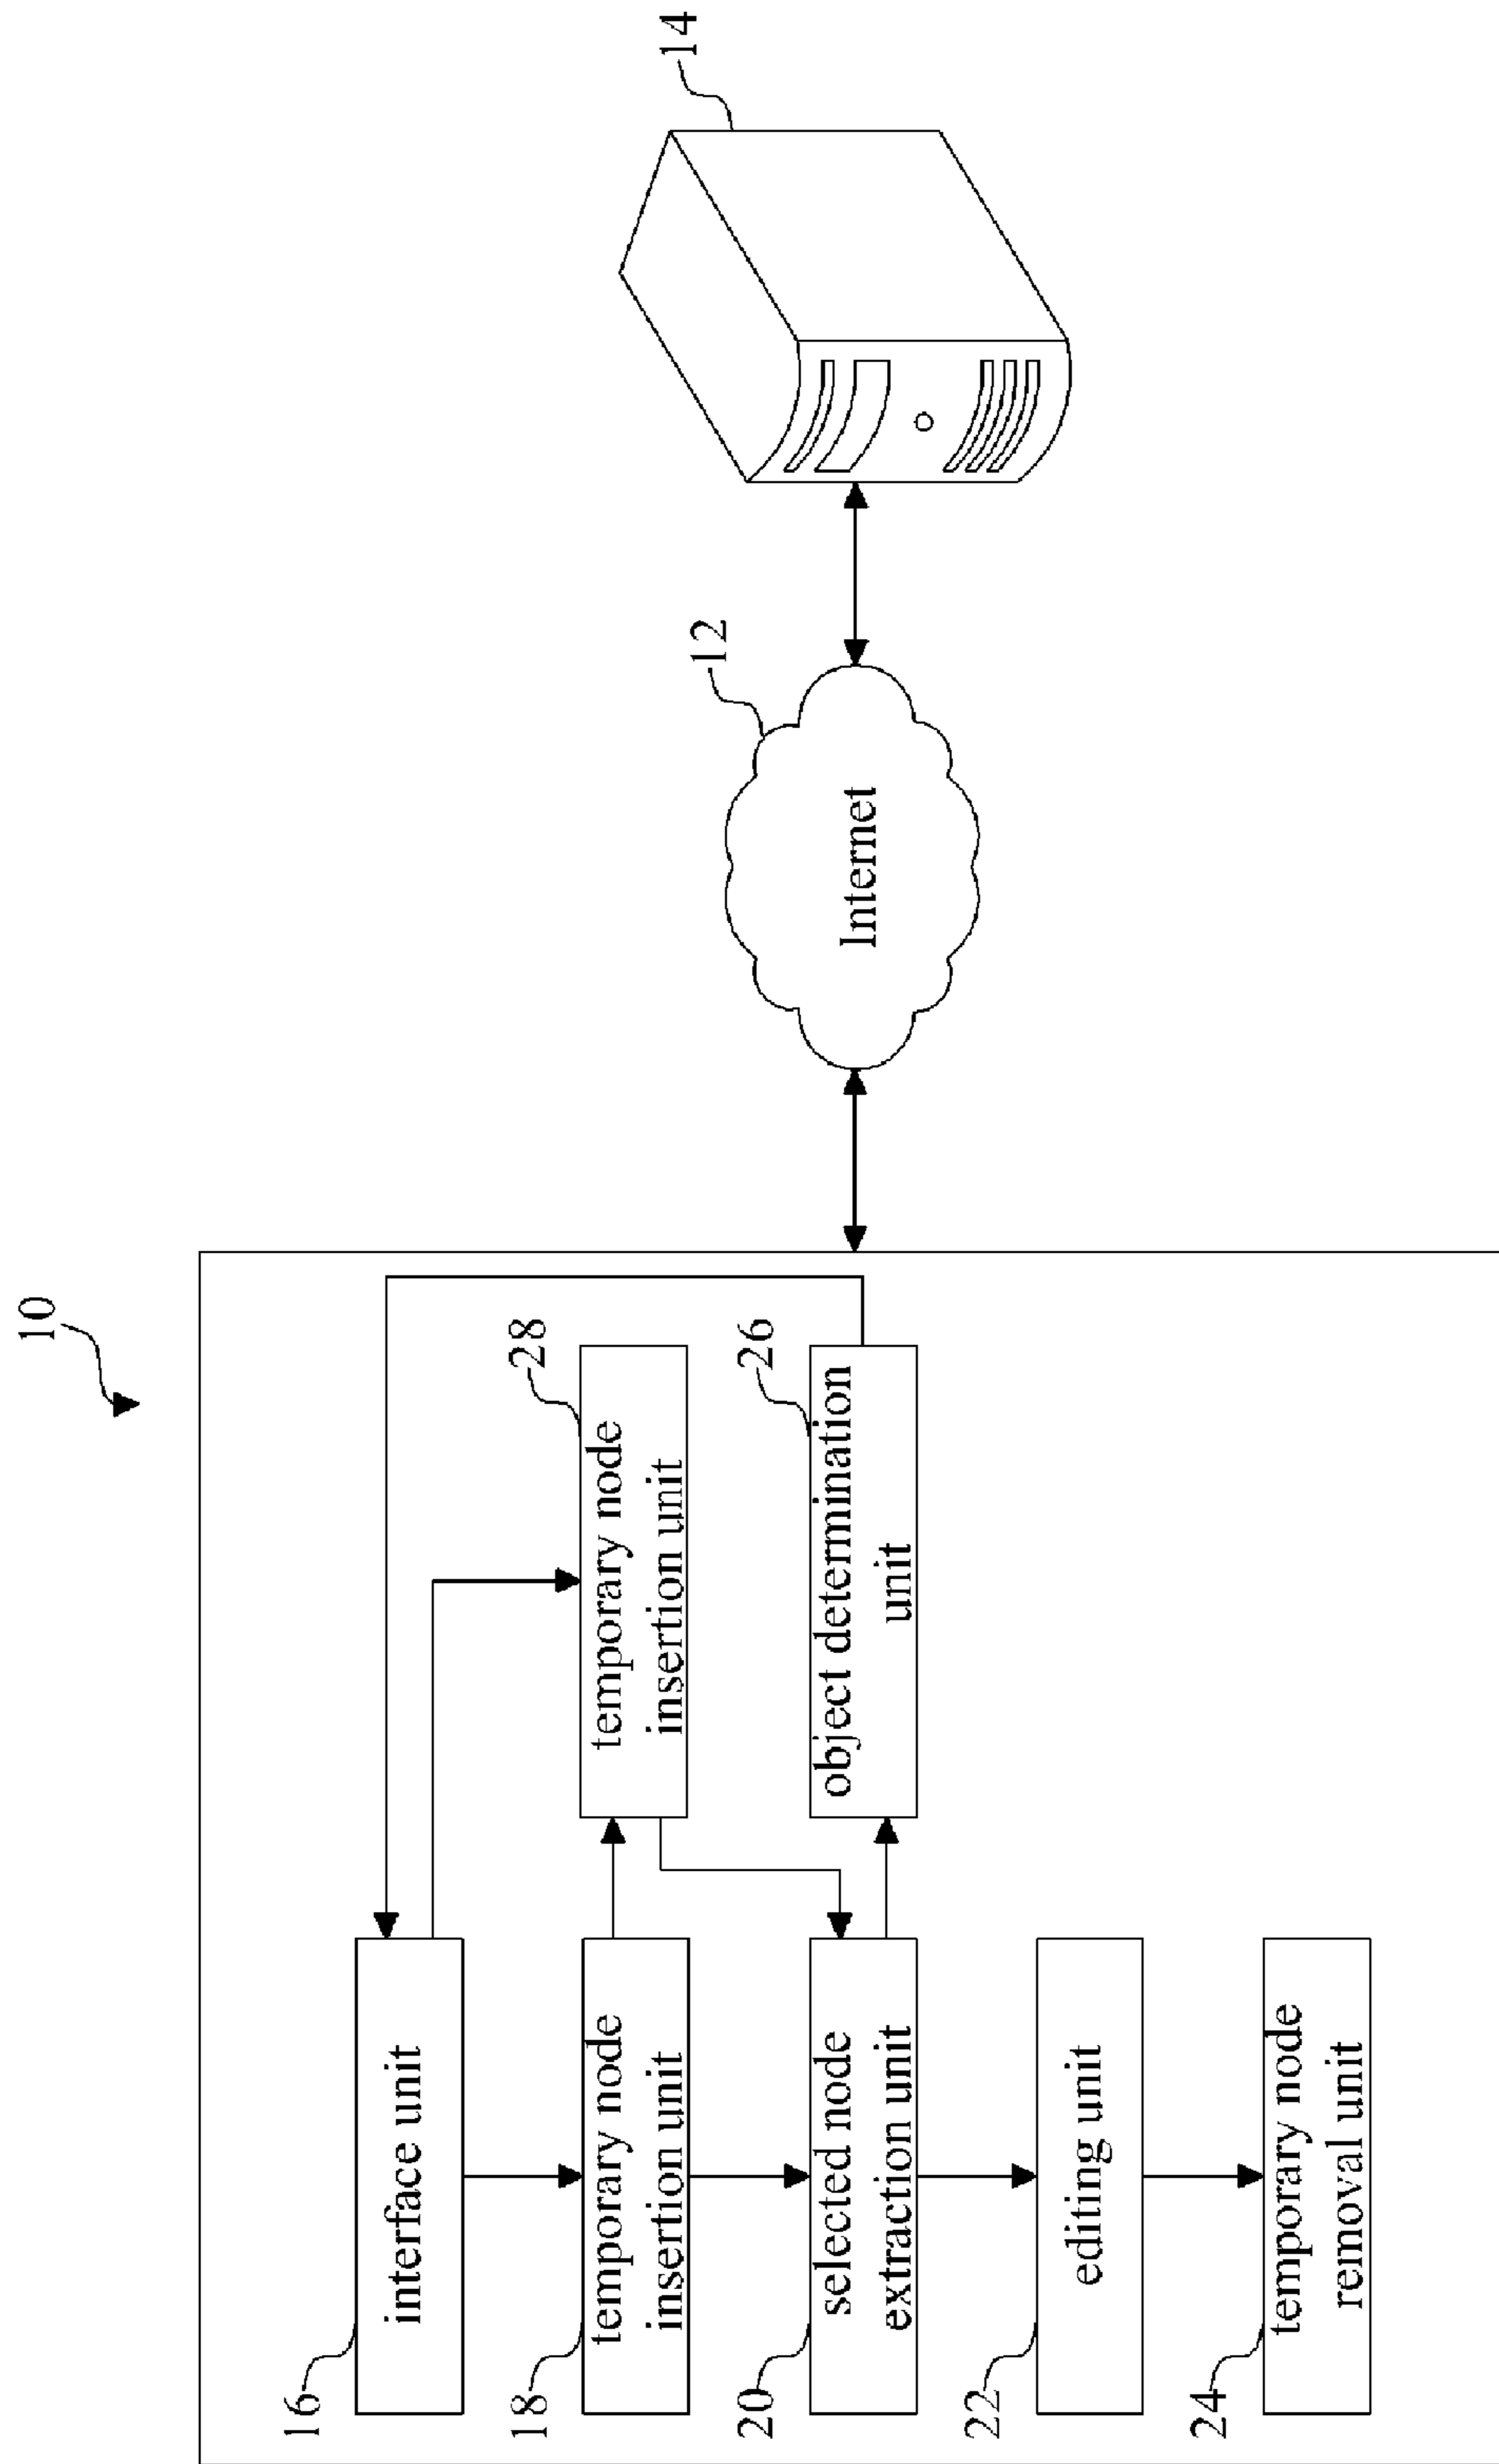 10
16
interface unit
18
temporary node
insertion unit
28
temporary node
insertion unit
20
selected node
extraction unit
26
object determination
unit
22
editing unit
24
temporary node
removal unit
12
Internet
14